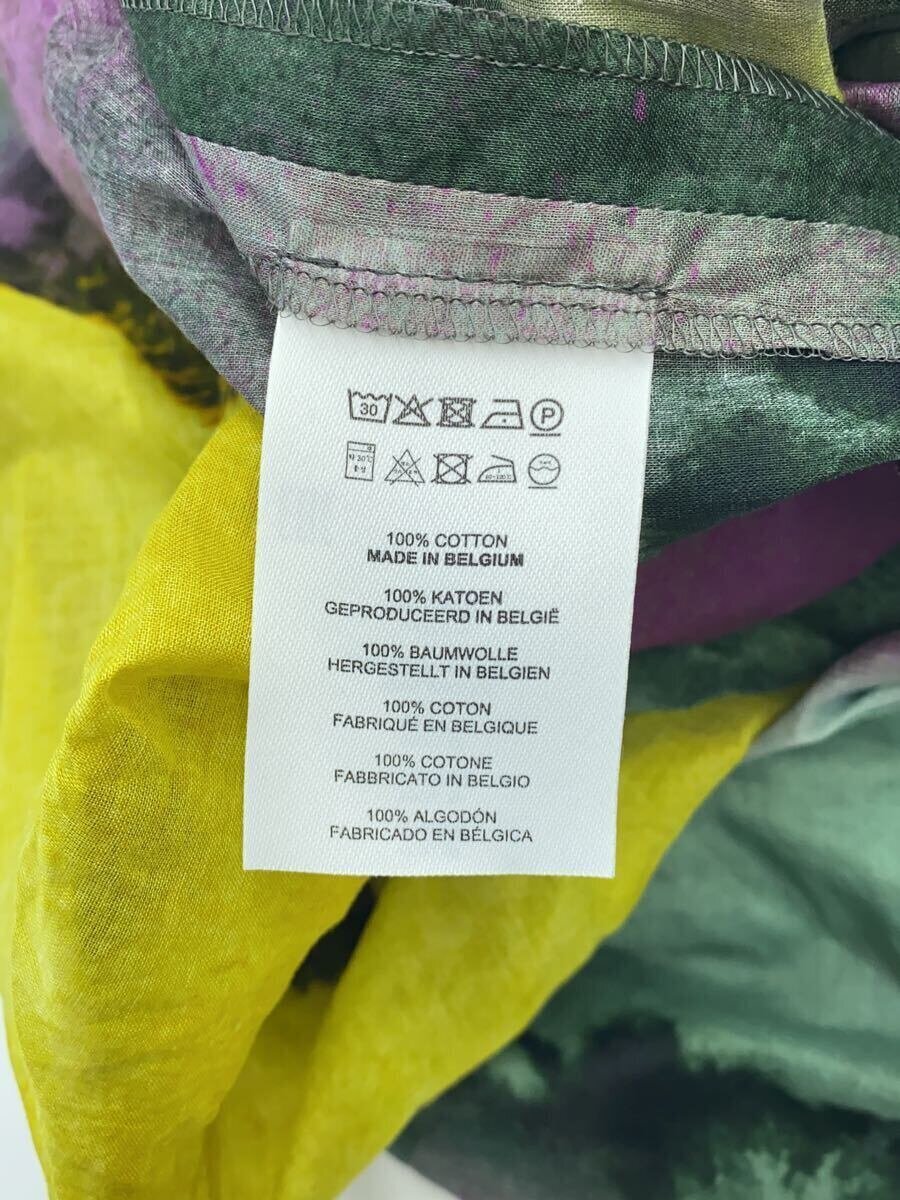 30 P
30℃
100% COTTON
MADE IN BELGIUM
100% KATOEN
GEPRODUCEERD IN BELGIË
100% BAUMWOLLE
HERGESTELLT IN BELGIEN
100% COTON
FABRIQUÉ EN BELGIQUE
100% COTONE
FABBRICATO IN BELGIO
100% ALGODÓN
FABRICADO EN BÉLGICA